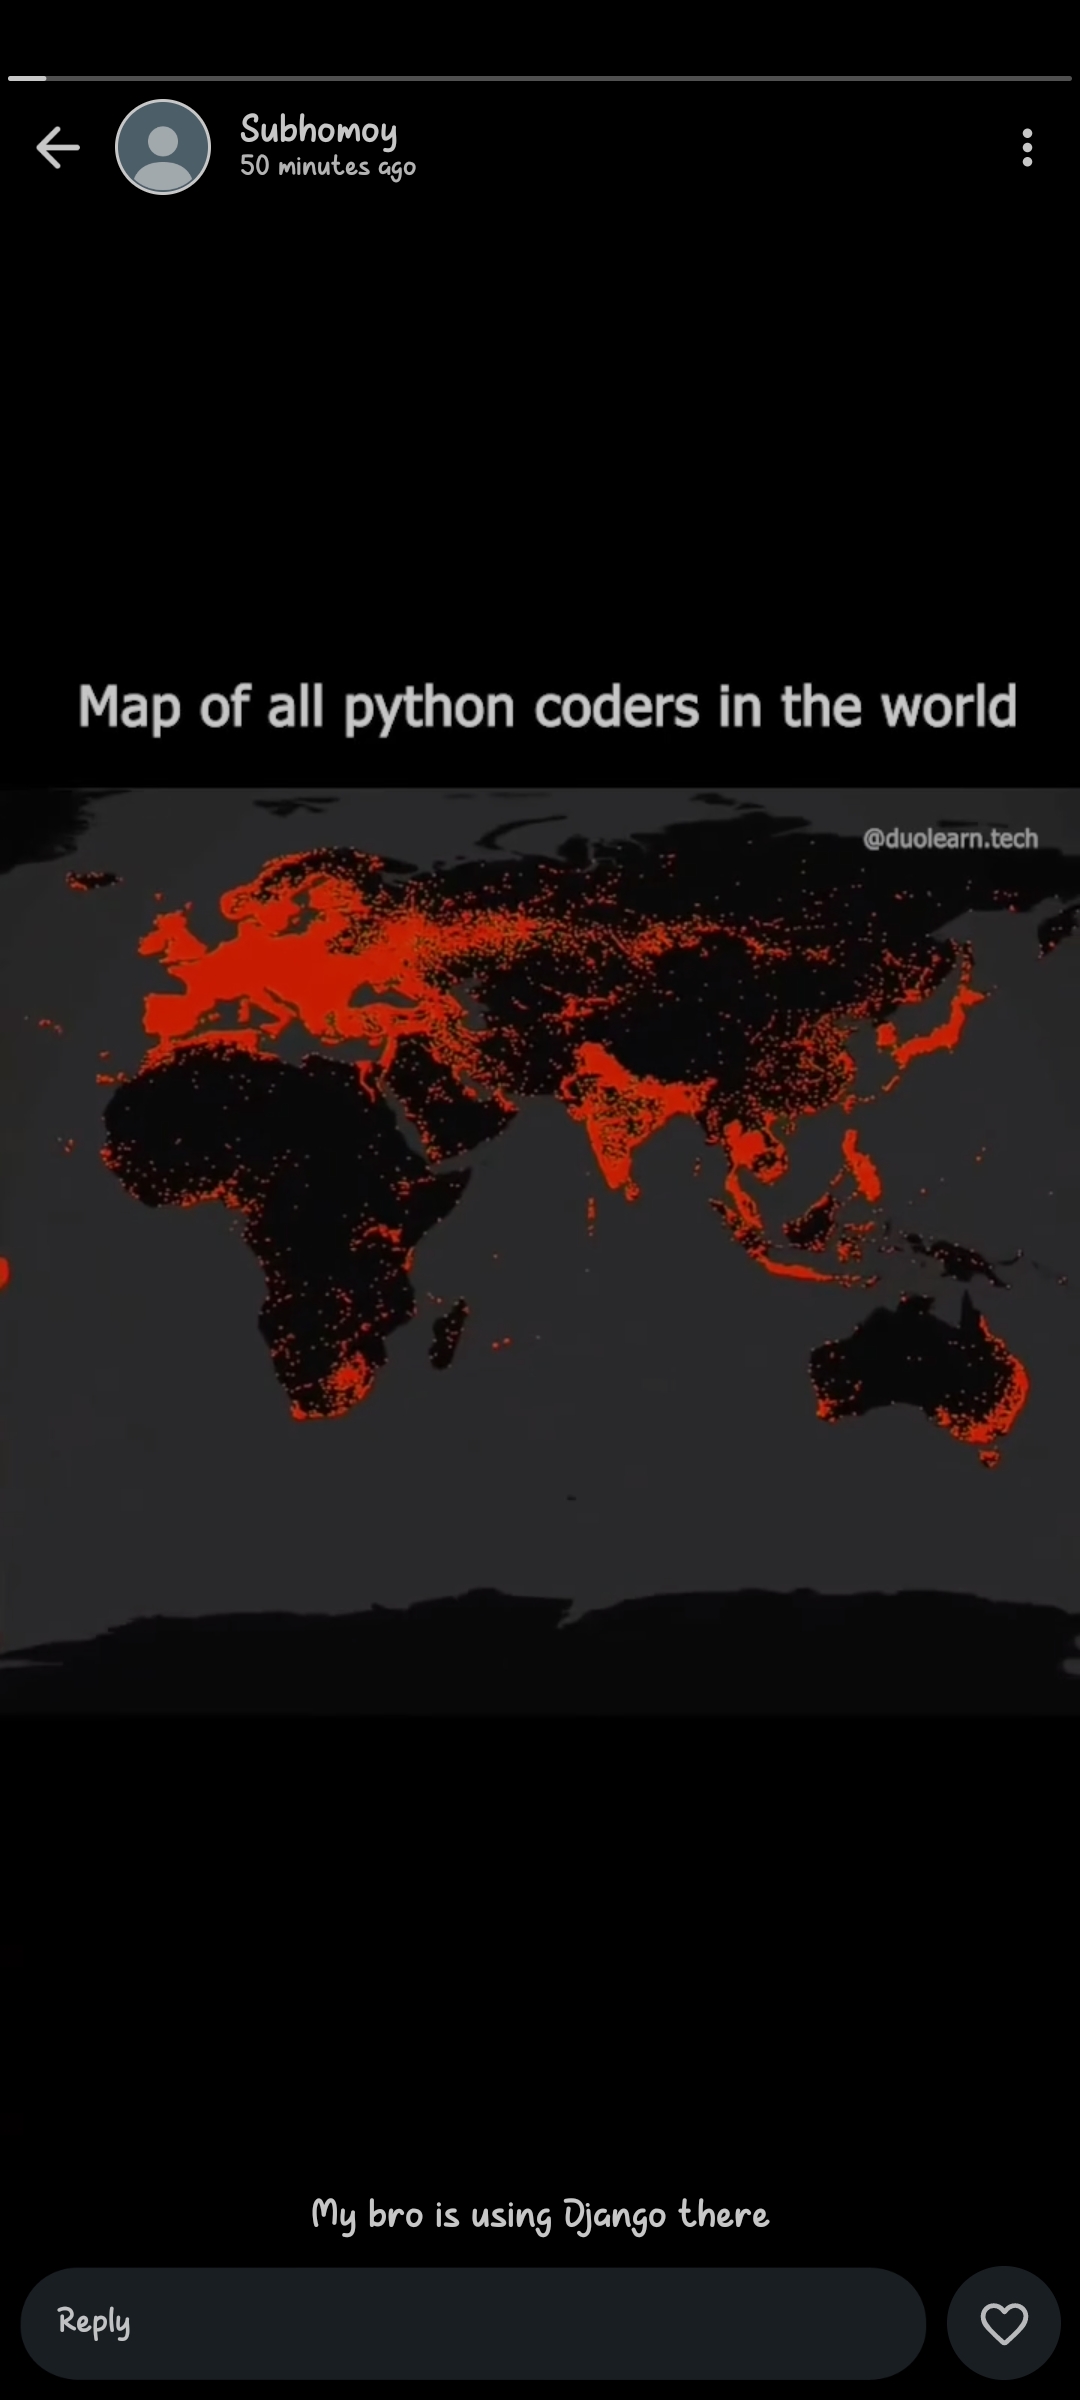 Subhomoy
50 minutes ago
Map of all python coders in the world
@duolearn.tech
My bro is using Django there
Reply